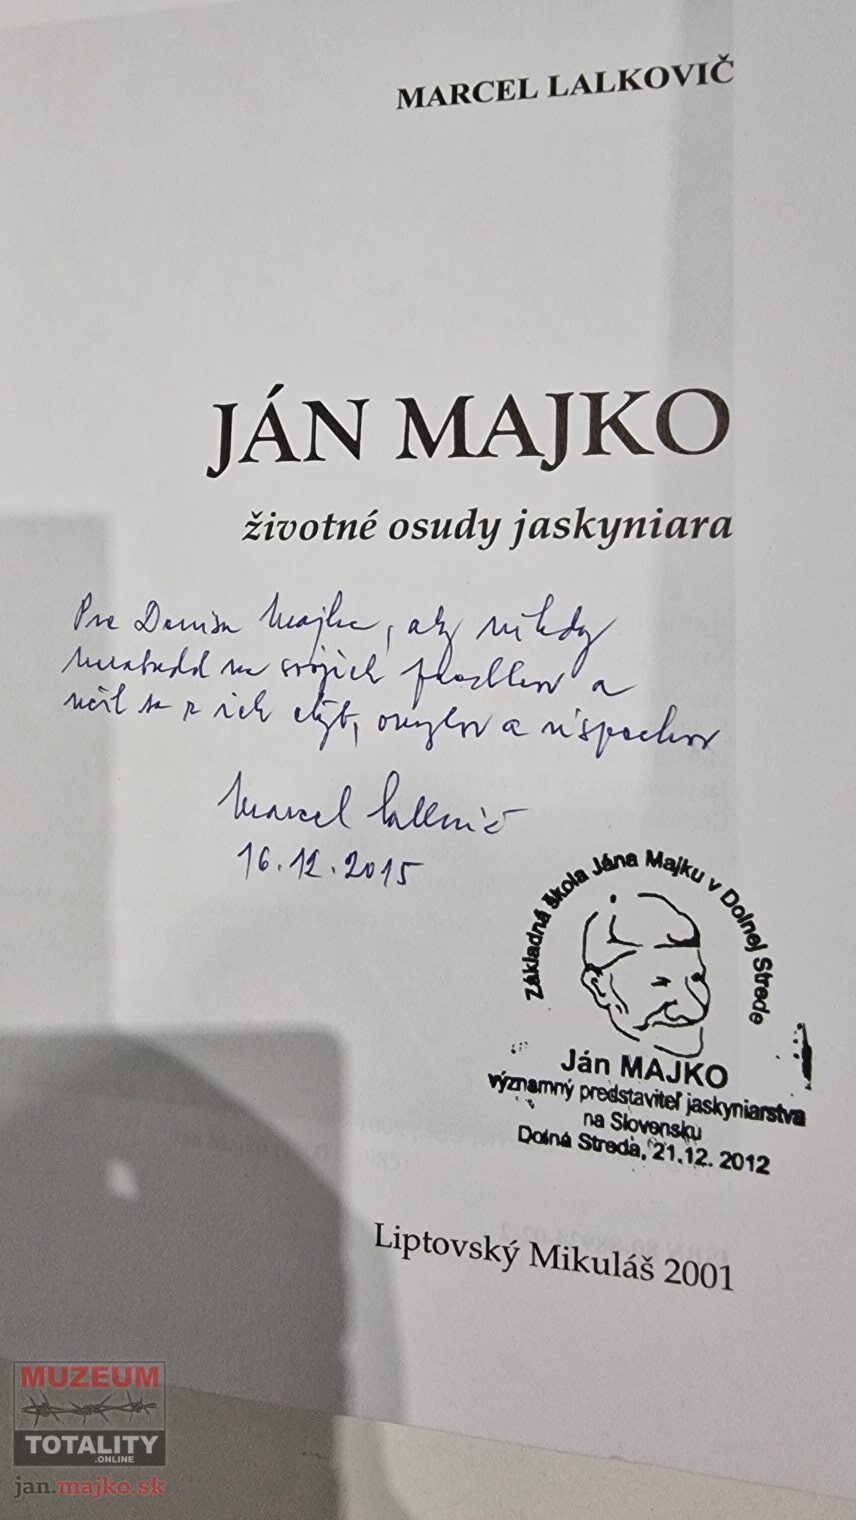 MARCEL LALKOVIČ
JÁN MAJKO
životné osudy jaskyniara
Pre Denisa Majka, aby nikdy
nezabudol na svojich predkov a
učil sa z ich chýb, omylov a úspechov
Marcel Lalkovič
16.12.2015
Základná škola Jána Majku v Dolnej Strede
Ján MAJKO
významný predstaviteľ jaskyniarstva
na Slovensku
Dolná Streda, 21.12. 2012
Liptovský Mikuláš 2001
MUZEUM
TOTALITY
.ONLINE
jan.majko.sk